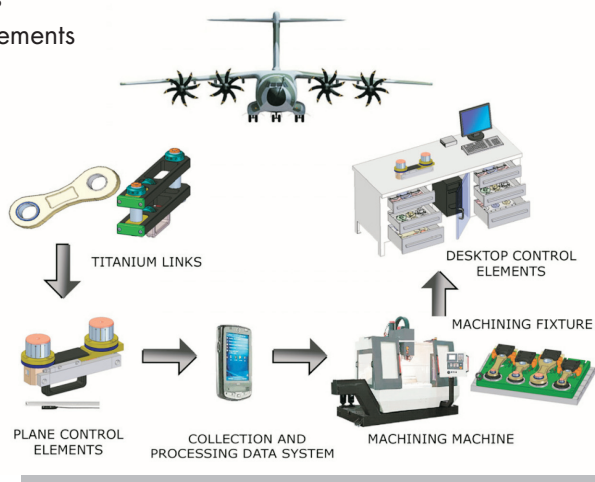 ements
TITANIUM LINKS
DESKTOP CONTROL
ELEMENTS
MACHINING FIXTURE
PLANE CONTROL
ELEMENTS
COLLECTION AND
PROCESSING DATA SYSTEM
MACHINING MACHINE